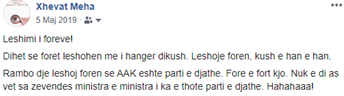 Xhevat Meha
5 Maj 2019 ·
Leshimi i foreve!
Dihet se foret leshohen me i hanger dikush. Leshoje foren, kush e han e han.
Rambo dje leshoj foren se AAK eshte parti e djathe. Fore e fort kjo. Nuk e di as
vet sa zevendes ministra e ministra i ka e thote parti e djathe. Hahahaaa!